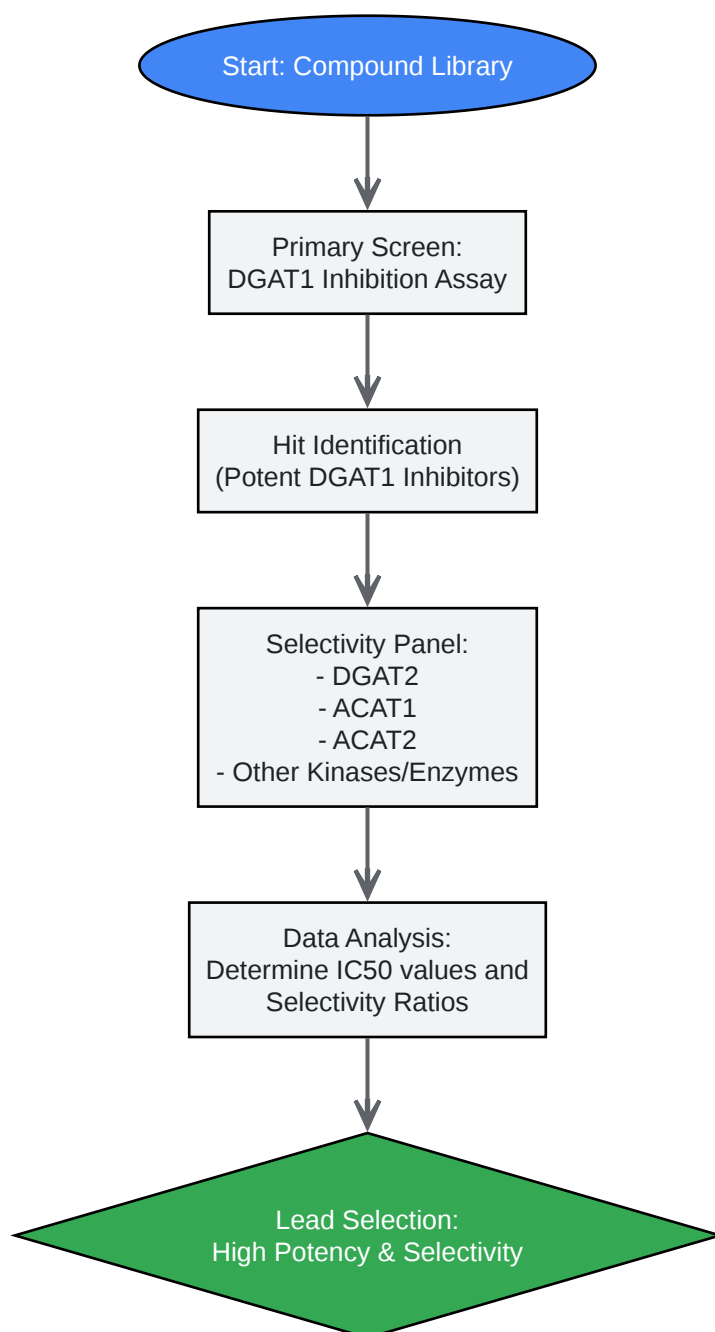 Start: Compound Library
Primary Screen:
DGAT1 Inhibition Assay
Hit Identification
(Potent DGAT1 Inhibitors)
Selectivity Panel:
- DGAT2
- ACAT1
- ACAT2
- Other Kinases/Enzymes
Data Analysis:
Determine IC50 values and
Selectivity Ratios
Lead Selection:
High Potency & Selectivity